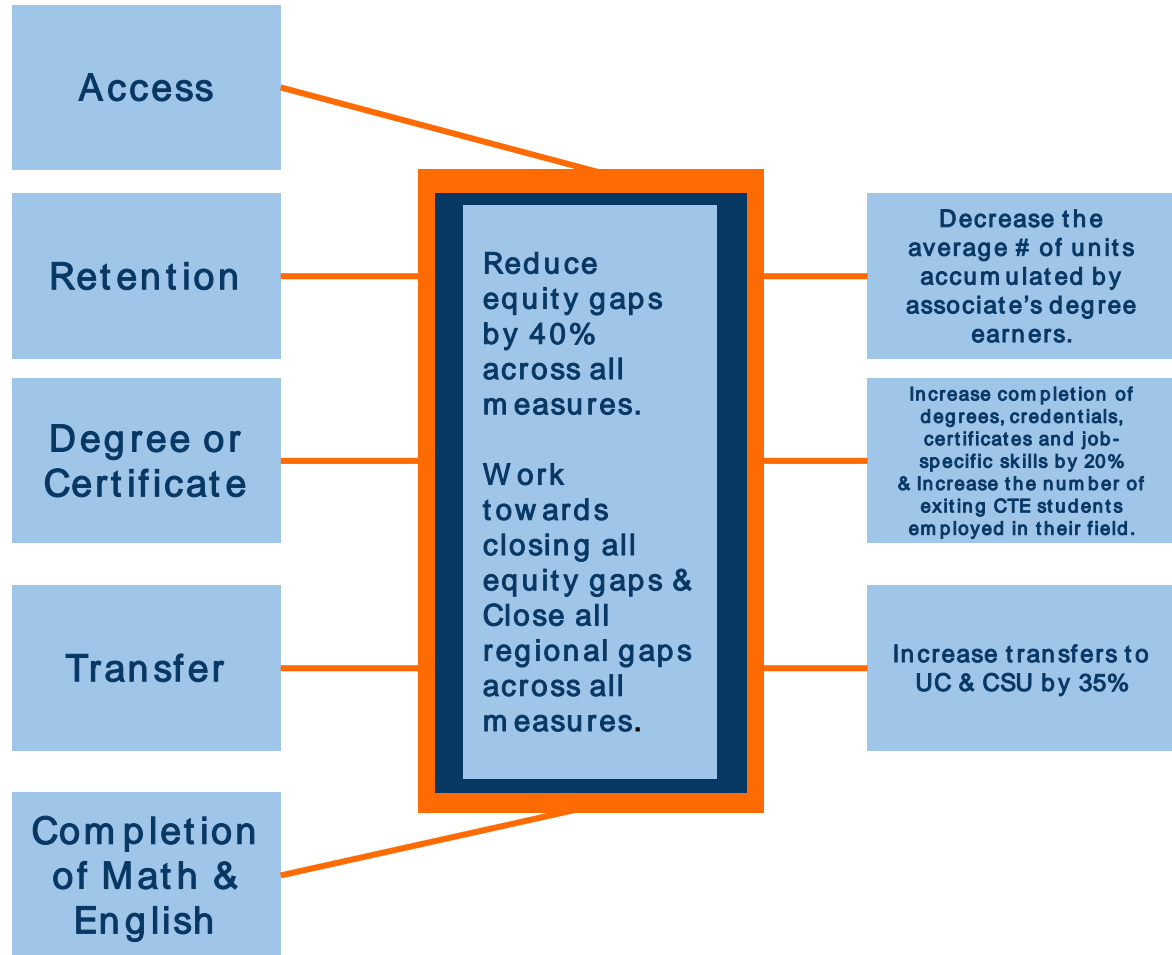 Access
Retention
Degree or
Certificate
Transfer
Completion
of Math &
English
Reduce
equity gaps
by 40%
across all
measures.
Work
towards
closing all
equity gaps &
Close all
regional gaps
across all
measures.
Decrease the
average # of units
accumulated by
associate’s degree
earners.
Increase completion of
degrees, credentials,
certificates and job-
specific skills by 20%
& Increase the number of
exiting CTE students
employed in their field.
Increase transfers to
UC & CSU by 35%